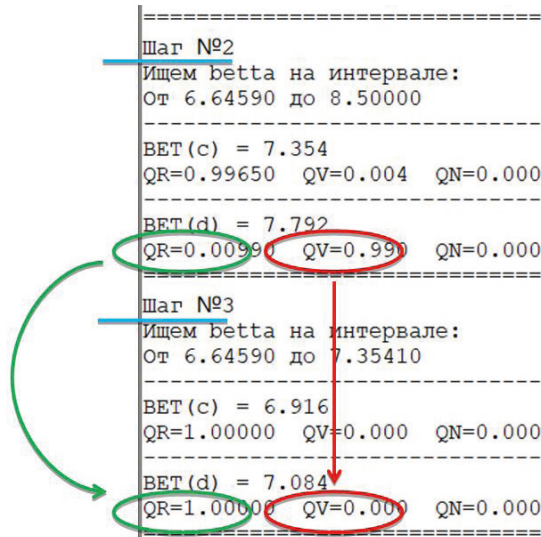 Шаг №2
Ищем betta на интервале:
От 6.64590 до 8.50000
BET(c) = 7.354
QR=0.99650 QV=0.004 QN=0.000
BET(d) = 7.792
QR=0.00990 QV=0.990 QN=0.000
Шаг №3
Ищем betta на интервале:
От 6.64590 до 7.35410
BET(c) = 6.916
QR=1.00000 QV=0.000 QN=0.000
BET(d) = 7.084
QR=1.00000 QV=0.000 QN=0.000